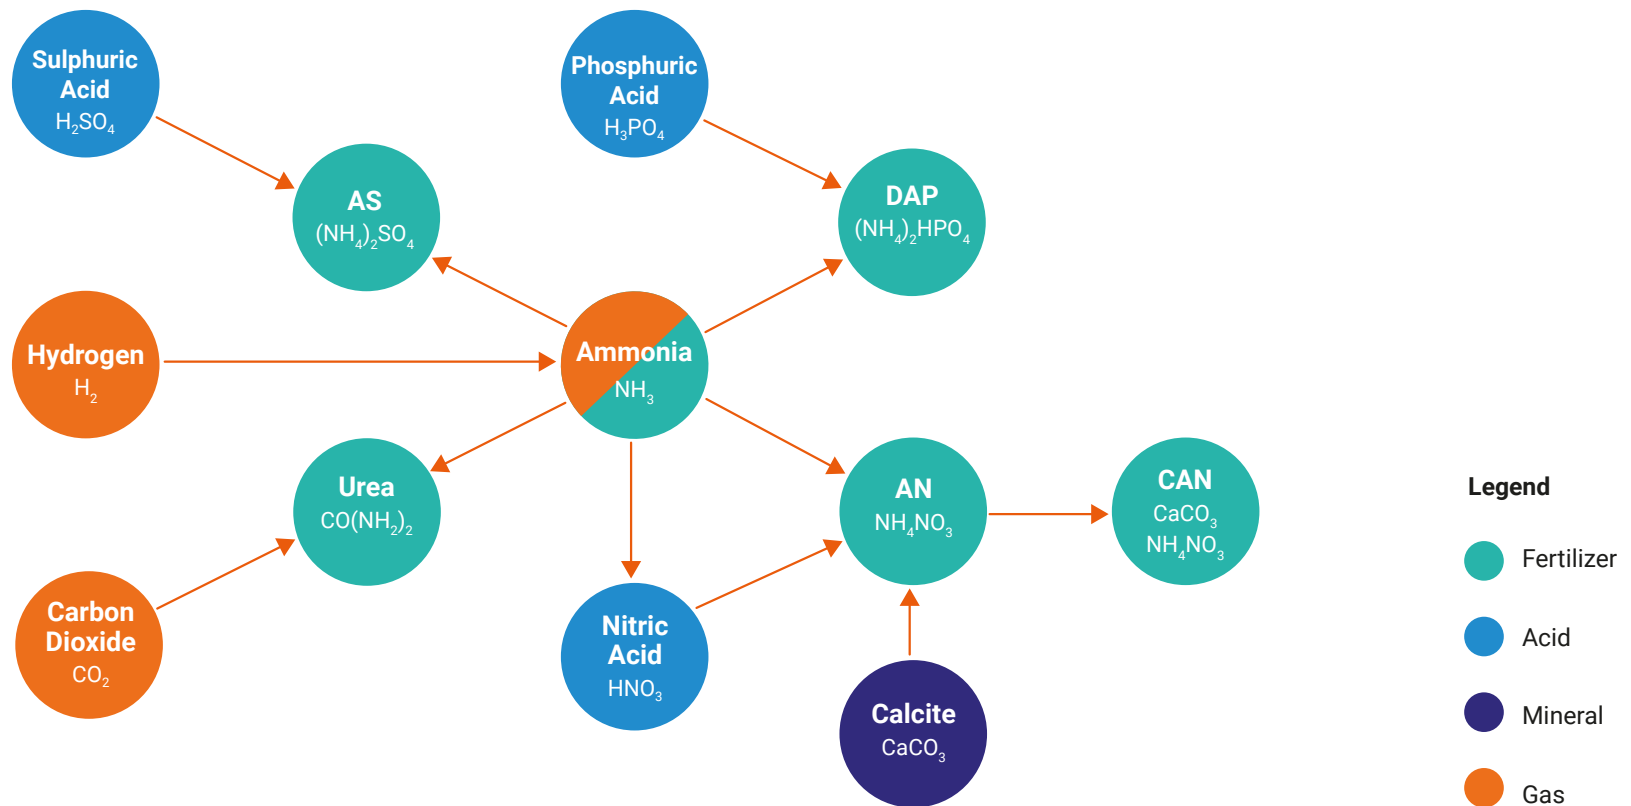 Sulphuric
Acid
H₂SO₄
Phosphuric
Acid
H₃PO₄
AS
(NH₄)₂SO₄
DAP
(NH₄)₂HPO₄
Hydrogen
H₂
Ammonia
NH₃
Urea
CO(NH₂)₂
AN
NH₄NO₃
CAN
CaCO₃
NH₄NO₃
Carbon
Dioxide
CO₂
Nitric
Acid
HNO₃
Calcite
CaCO₃
Legend
Fertilizer
Acid
Mineral
Gas